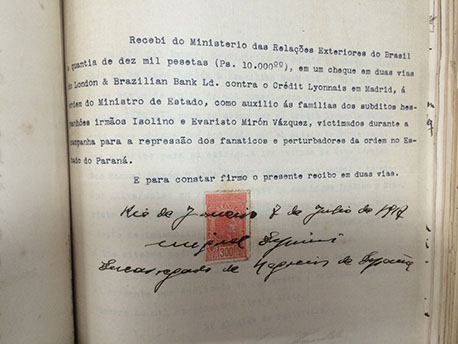 Recebi do Ministerio das Relações Exteriores do Brasil
a quantia de dez mil pesetas (Ps. 10.000⁰⁰), em um cheque em duas vias
do London & Brazilian Bank Ld. contra o Crédit Lyonnais em Madrid, á
ordem do Ministro de Estado, como auxilio ás familias dos subditos hes-
panhóes irmãos Isolino e Evaristo Mirón Vázquez, victimados durante a
campanha para a repressão dos fanaticos e perturbadores da ordem no Es-
tado do Paraná.
E para constar firmo o presente recibo em duas vias.
Rio de Janeiro 7 de Julio de 1917
Miguel
Encargado de Negocios de España
300